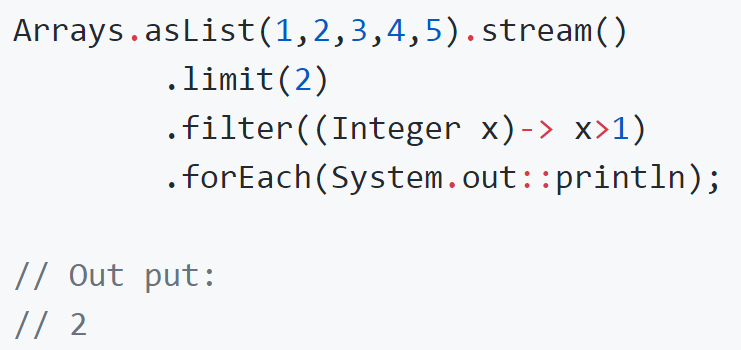 Arrays.asList(1,2,3,4,5).stream()
        .limit(2)
        .filter((Integer x)-> x>1)
        .forEach(System.out::println);

// Out put:
// 2